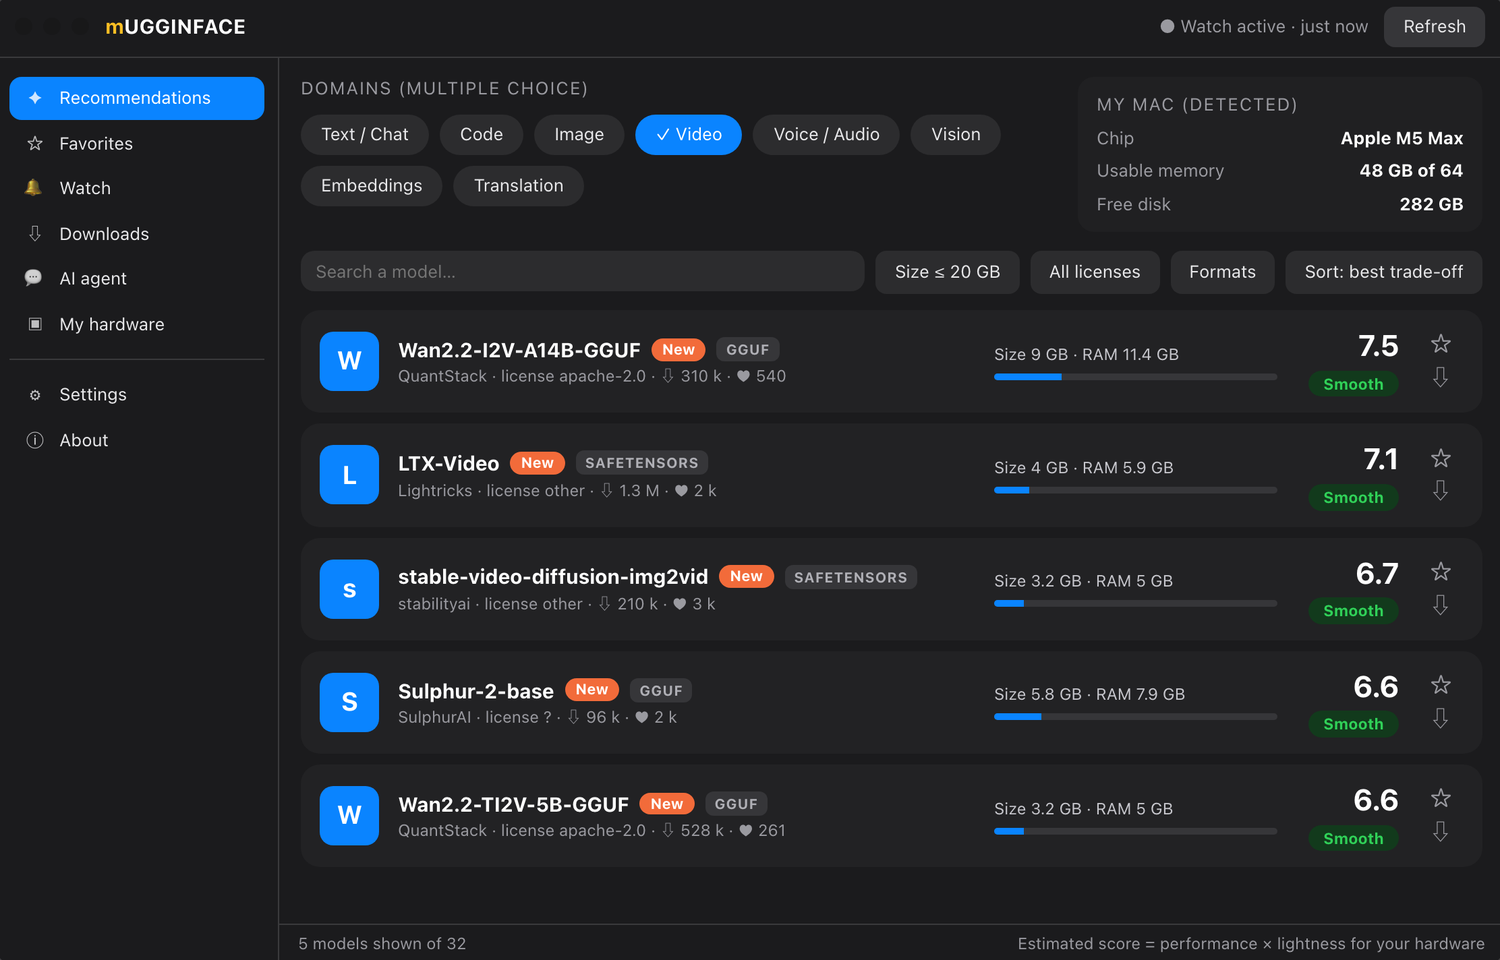 mUGGINFACE
Watch active · just now
Refresh
Recommendations
Favorites
Watch
Downloads
AI agent
My hardware
Settings
About
DOMAINS (MULTIPLE CHOICE)
Text / Chat
Code
Image
✓ Video
Voice / Audio
Vision
Embeddings
Translation
MY MAC (DETECTED)
Chip Apple M5 Max
Usable memory 48 GB of 64
Free disk 282 GB
Search a model...
Size ≤ 20 GB
All licenses
Formats
Sort: best trade-off
W
Wan2.2-I2V-A14B-GGUF New GGUF
QuantStack · license apache-2.0 · ⇩ 310 k · ♥ 540
Size 9 GB · RAM 11.4 GB
7.5
Smooth
L
LTX-Video New SAFETENSORS
Lightricks · license other · ⇩ 1.3 M · ♥ 2 k
Size 4 GB · RAM 5.9 GB
7.1
Smooth
s
stable-video-diffusion-img2vid New SAFETENSORS
stabilityai · license other · ⇩ 210 k · ♥ 3 k
Size 3.2 GB · RAM 5 GB
6.7
Smooth
S
Sulphur-2-base New GGUF
SulphurAI · license ? · ⇩ 96 k · ♥ 2 k
Size 5.8 GB · RAM 7.9 GB
6.6
Smooth
W
Wan2.2-TI2V-5B-GGUF New GGUF
QuantStack · license apache-2.0 · ⇩ 528 k · ♥ 261
Size 3.2 GB · RAM 5 GB
6.6
Smooth
5 models shown of 32
Estimated score = performance × lightness for your hardware